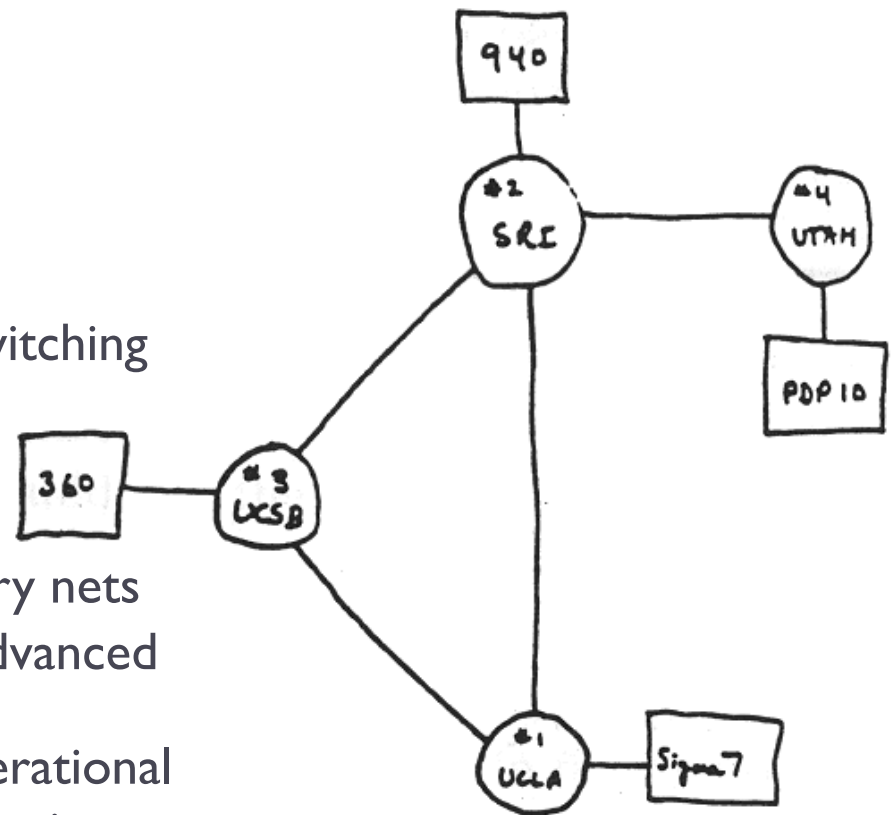 940
#2
SRI
#4
UTAH
PDP 10
vitching
360
#3
UCSB
ry nets
dvanced
#1
UCLA
Sigma 7
erational